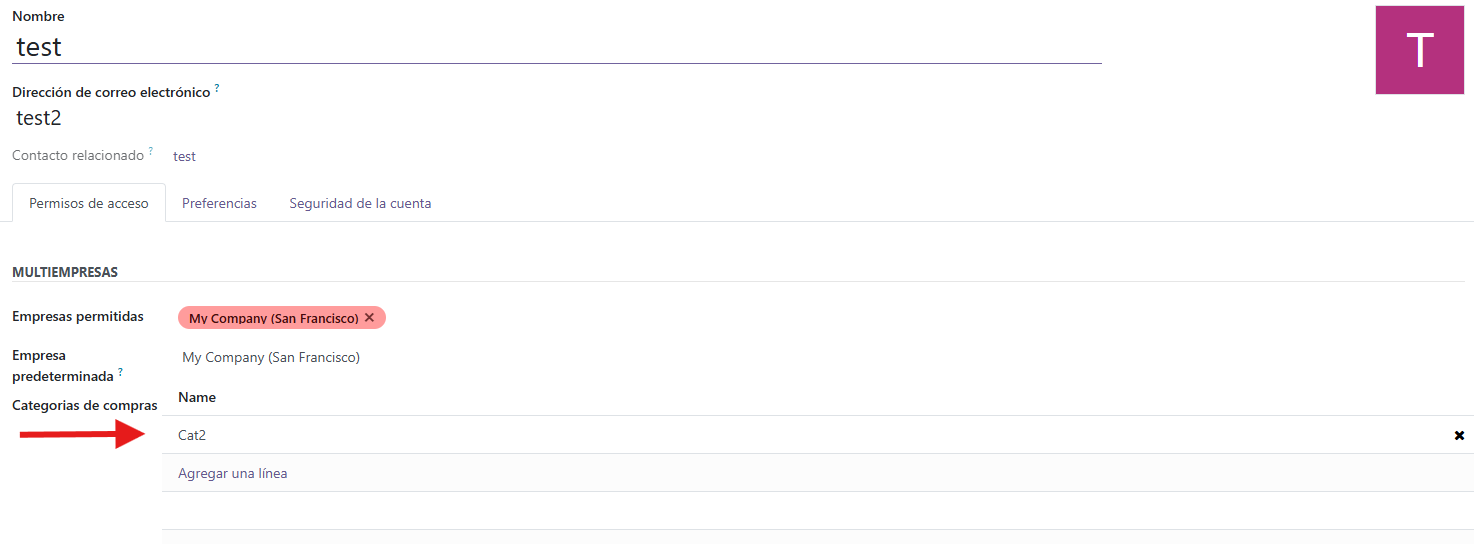 Nombre
test
T
Dirección de correo electrónico ?
test2
Contacto relacionado ? test
Permisos de acceso Preferencias Seguridad de la cuenta
MULTIEMPRESAS
Empresas permitidas My Company (San Francisco) ✕
Empresa predeterminada ? My Company (San Francisco)
Categorias de compras Name
Cat2 ✖
Agregar una línea